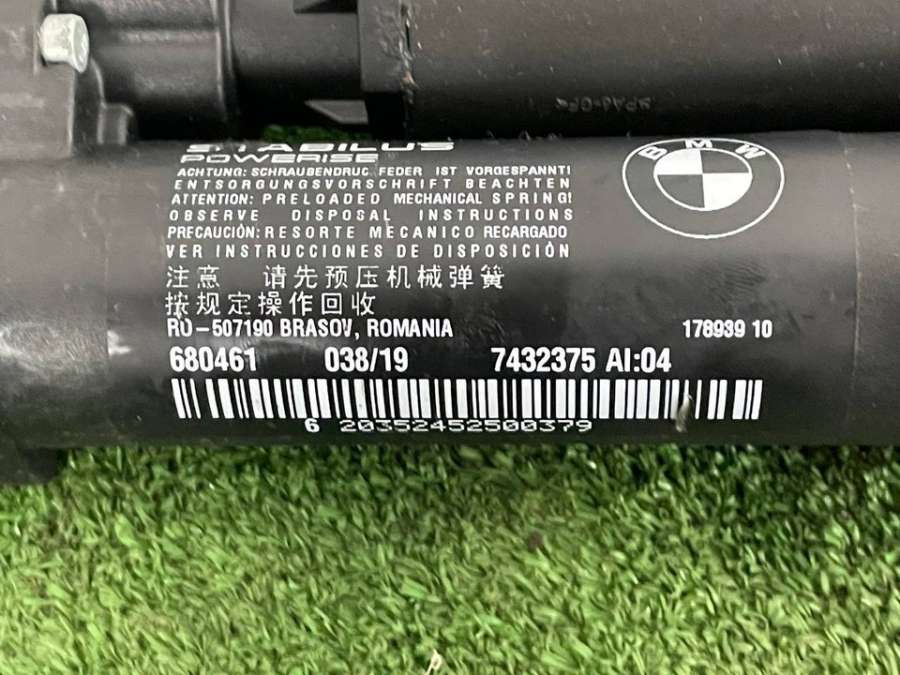 STABILUS
POWERISE
ACHTUNG: SCHRAUBENDRUC FEDER IST VORGESPANNT!
ENTSORGUNGSVORSCHRIFT BEACHTEN
ATTENTION: PRELOADED MECHANICAL SPRING!
OBSERVE DISPOSAL INSTRUCTIONS
PRECAUCIÓN: RESORTE MECANICO RECARGADO
VER INSTRUCCIONES DE DISPOSICIÓN
注意 请先预压机械弹簧
按规定操作回收
RO-507190 BRASOV, ROMANIA 178939 10
680461 038/19 7432375 AI:04
6 20352452500379
BMW